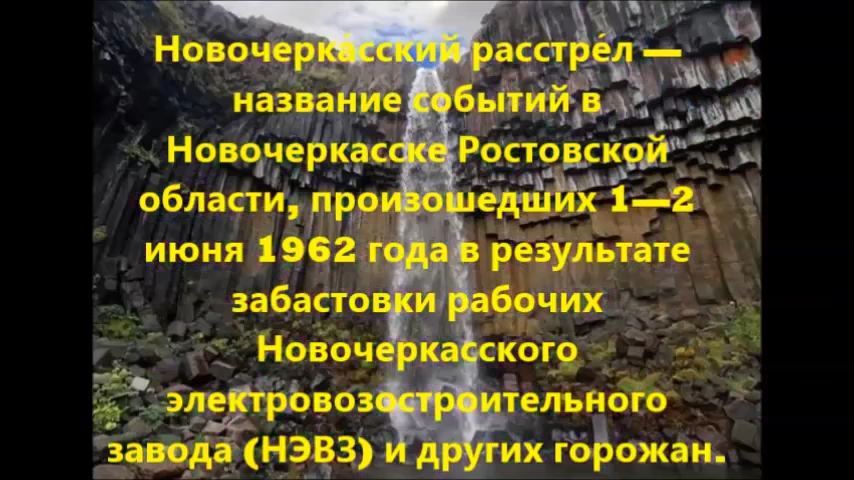 Новочерка́сский расстре́л —
название событий в
Новочеркасске Ростовской
области, произошедших 1—2
июня 1962 года в результате
забастовки рабочих
Новочеркасского
электровозостроительного
завода (НЭВЗ) и других горожан.